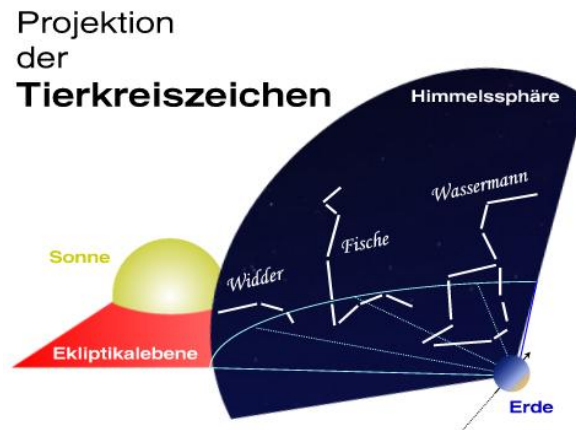 Projektion
der
Tierkreiszeichen
Himmelssphäre
Wassermann
Fische
Widder
Sonne
Ekliptikalebene
Erde